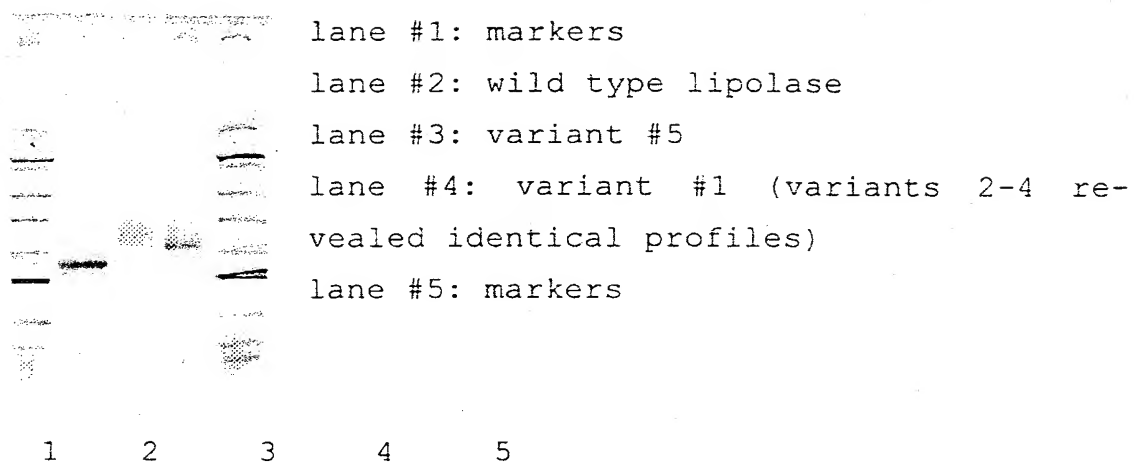 lane #1: markers
lane #2: wild type lipolase
lane #3: variant #5
lane #4: variant #1 (variants 2-4 re-
vealed identical profiles)
lane #5: markers
1 2 3 4 5